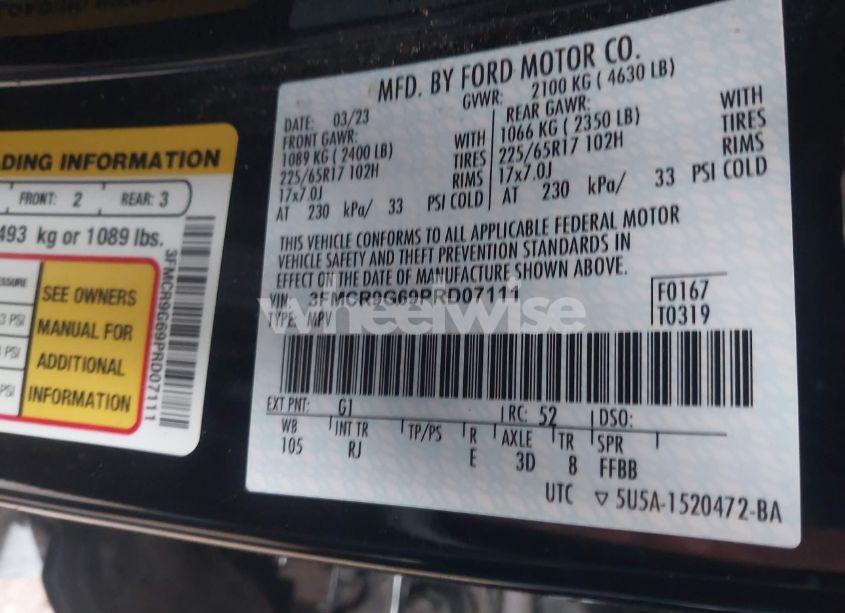 DING INFORMATION
FRONT: 2 REAR: 3
493 kg or 1089 lbs.
SEE OWNERS
MANUAL FOR
ADDITIONAL
INFORMATION
PSI
PSI
PSI
3FMCR9G69PRD07111
MFD. BY FORD MOTOR CO.
GVWR: 2100 KG ( 4630 LB)
DATE: 03/23
FRONT GAWR:
1089 KG ( 2400 LB) WITH
225/65R17 102H TIRES
17x7.0J RIMS
AT 230 kPa/ 33 PSI COLD
REAR GAWR:
1066 KG ( 2350 LB) WITH
225/65R17 102H TIRES
17x7.0J RIMS
AT 230 kPa/ 33 PSI COLD
THIS VEHICLE CONFORMS TO ALL APPLICABLE FEDERAL MOTOR
VEHICLE SAFETY AND THEFT PREVENTION STANDARDS IN
EFFECT ON THE DATE OF MANUFACTURE SHOWN ABOVE.
VIN: 3FMCR9G69PRD07111
TYPE: MPV
F0167
T0319
wheelwise
EXT PNT: G1 RC: 52 DSO:
WB INT TR TP/PS R AXLE TR SPR
105 RJ E 3D 8 FFBB
UTC ▽ 5U5A-1520472-BA